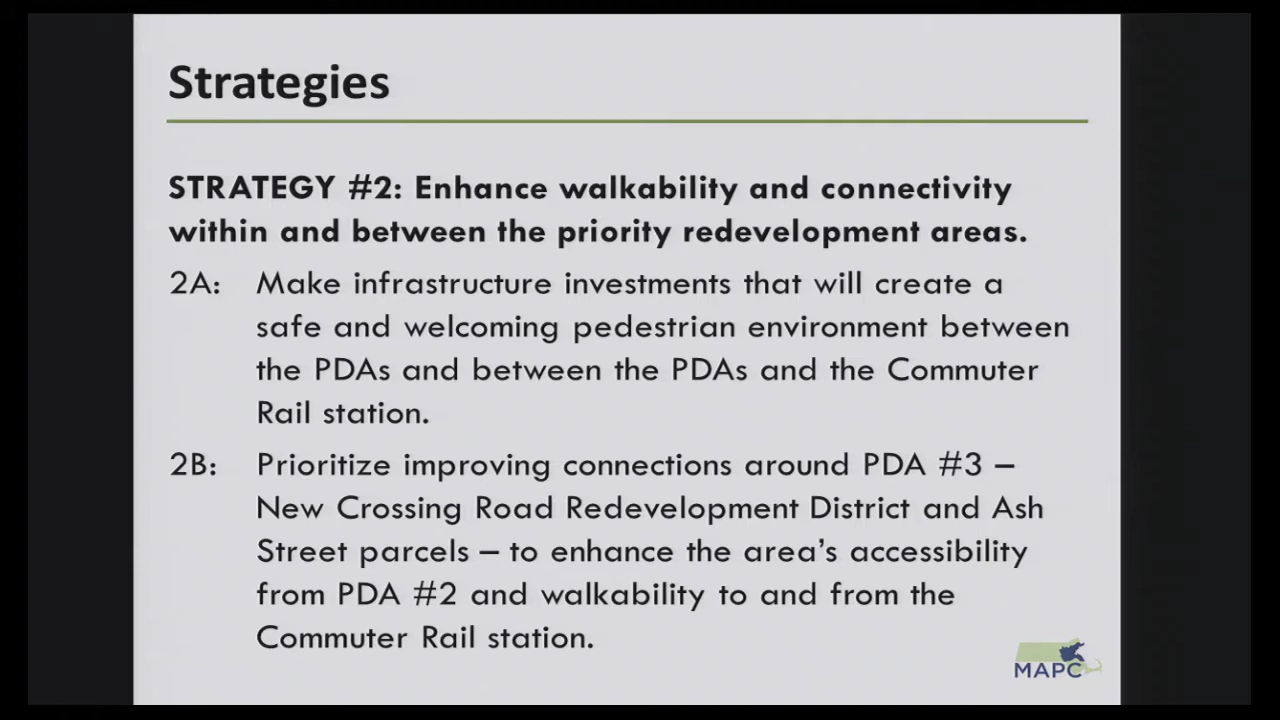 Strategies
STRATEGY #2: Enhance walkability and connectivity
within and between the priority redevelopment areas.
2A: Make infrastructure investments that will create a
safe and welcoming pedestrian environment between
the PDAs and between the PDAs and the Commuter
Rail station.
2B: Prioritize improving connections around PDA #3 –
New Crossing Road Redevelopment District and Ash
Street parcels – to enhance the area's accessibility
from PDA #2 and walkability to and from the
Commuter Rail station.
MAPC